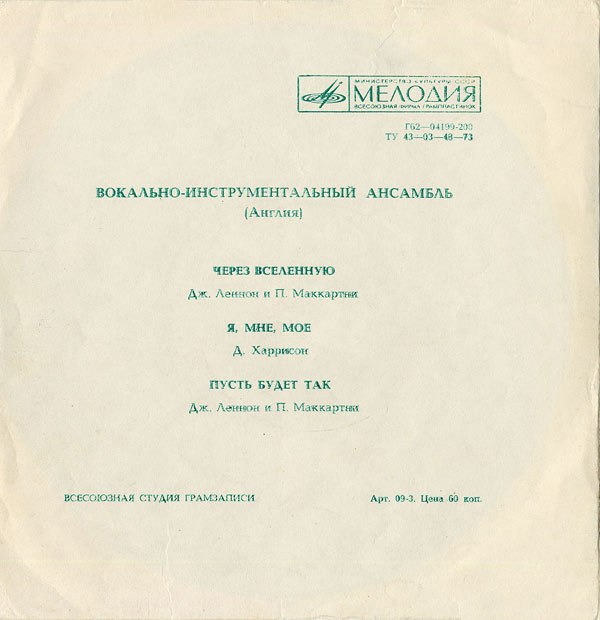 МИНИСТЕРСТВО КУЛЬТУРЫ СССР
МЕЛОДИЯ
ВСЕСОЮЗНАЯ ФИРМА ГРАМПЛАСТИНОК
Г62—04199-200
ТУ 43—03—48—73
ВОКАЛЬНО-ИНСТРУМЕНТАЛЬНЫЙ АНСАМБЛЬ
(Англия)
ЧЕРЕЗ ВСЕЛЕННУЮ
Дж. Леннон и П. Маккартни
Я, МНЕ, МОЕ
Д. Харрисон
ПУСТЬ БУДЕТ ТАК
Дж. Леннон и П. Маккартни
ВСЕСОЮЗНАЯ СТУДИЯ ГРАМЗАПИСИ Арт. 09-3. Цена 60 коп.